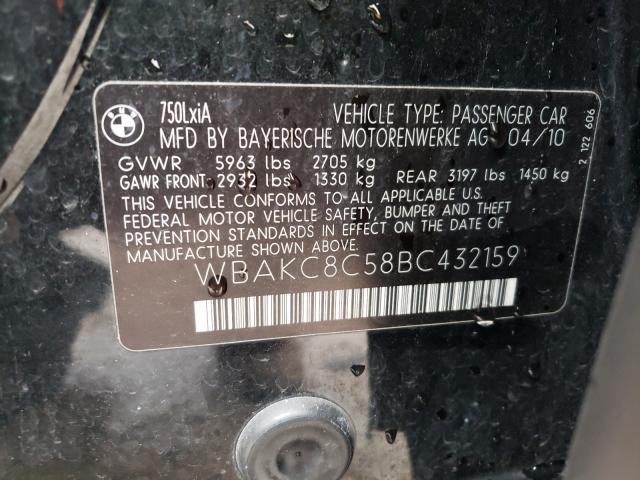 BMW
750LxiA VEHICLE TYPE: PASSENGER CAR
MFD BY BAYERISCHE MOTORENWERKE AG 04/10
GVWR 5963 lbs 2705 kg
GAWR FRONT: 2932 lbs 1330 kg REAR 3197 lbs 1450 kg
THIS VEHICLE CONFORMS TO ALL APPLICABLE U.S.
FEDERAL MOTOR VEHICLE SAFETY, BUMPER AND THEFT
PREVENTION STANDARDS IN EFFECT ON THE DATE OF
MANUFACTURE SHOWN ABOVE.
WBAKC8C58BC432159
2 122 606